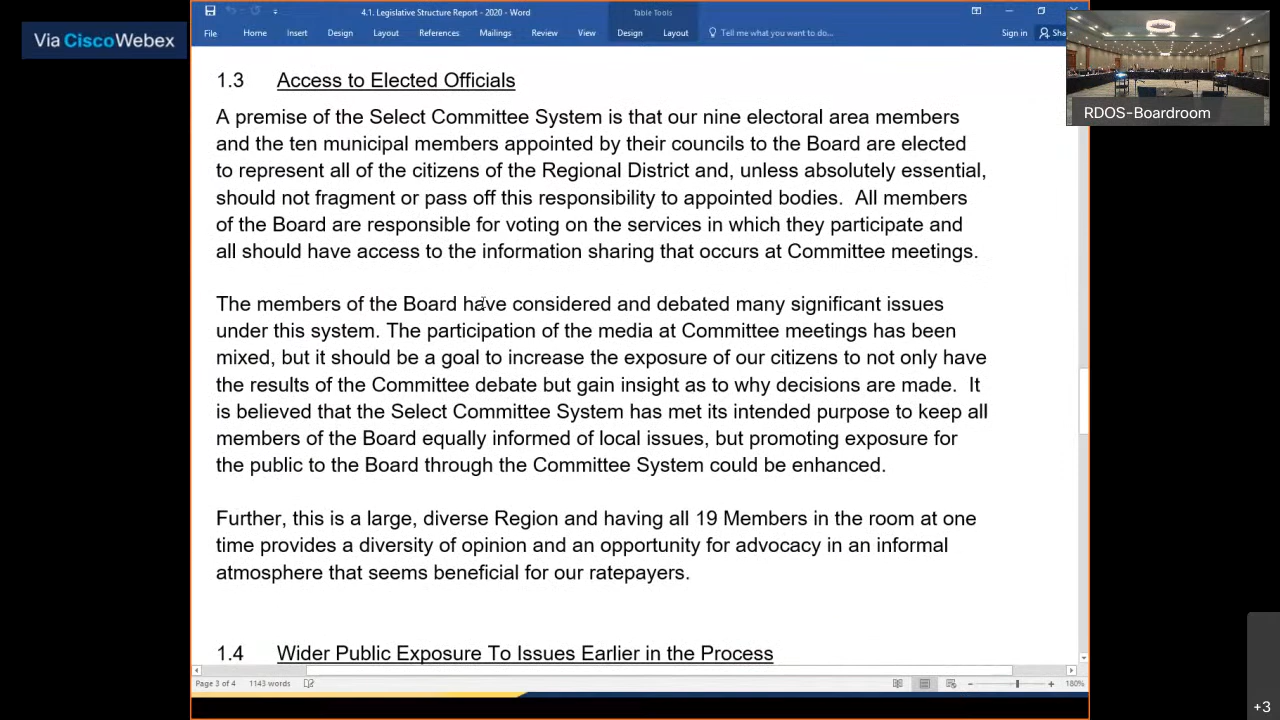 Via CiscoWebex
4.1. Legislative Structure Report - 2020 - Word
Table Tools
File Home Insert Design Layout References Mailings Review View Design Layout Tell me what you want to do... Sign in Sha
RDOS-Boardroom
1.3 Access to Elected Officials
A premise of the Select Committee System is that our nine electoral area members
and the ten municipal members appointed by their councils to the Board are elected
to represent all of the citizens of the Regional District and, unless absolutely essential,
should not fragment or pass off this responsibility to appointed bodies. All members
of the Board are responsible for voting on the services in which they participate and
all should have access to the information sharing that occurs at Committee meetings.
The members of the Board have considered and debated many significant issues
under this system. The participation of the media at Committee meetings has been
mixed, but it should be a goal to increase the exposure of our citizens to not only have
the results of the Committee debate but gain insight as to why decisions are made. It
is believed that the Select Committee System has met its intended purpose to keep all
members of the Board equally informed of local issues, but promoting exposure for
the public to the Board through the Committee System could be enhanced.
Further, this is a large, diverse Region and having all 19 Members in the room at one
time provides a diversity of opinion and an opportunity for advocacy in an informal
atmosphere that seems beneficial for our ratepayers.
1.4 Wider Public Exposure To Issues Earlier in the Process
Page 3 of 4 1143 words
180%
+3